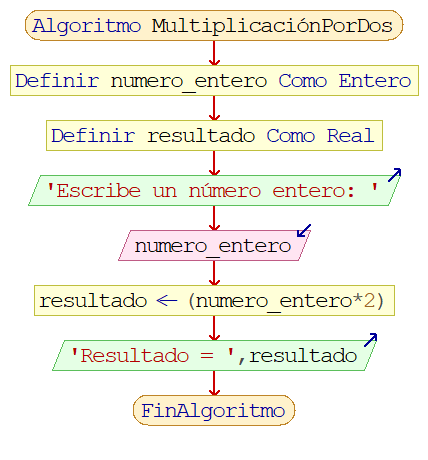 Algoritmo MultiplicaciónPorDos
Definir numero_entero Como Entero
Definir resultado Como Real
'Escribe un número entero: '
numero_entero
resultado ← (numero_entero*2)
'Resultado = ',resultado
FinAlgoritmo